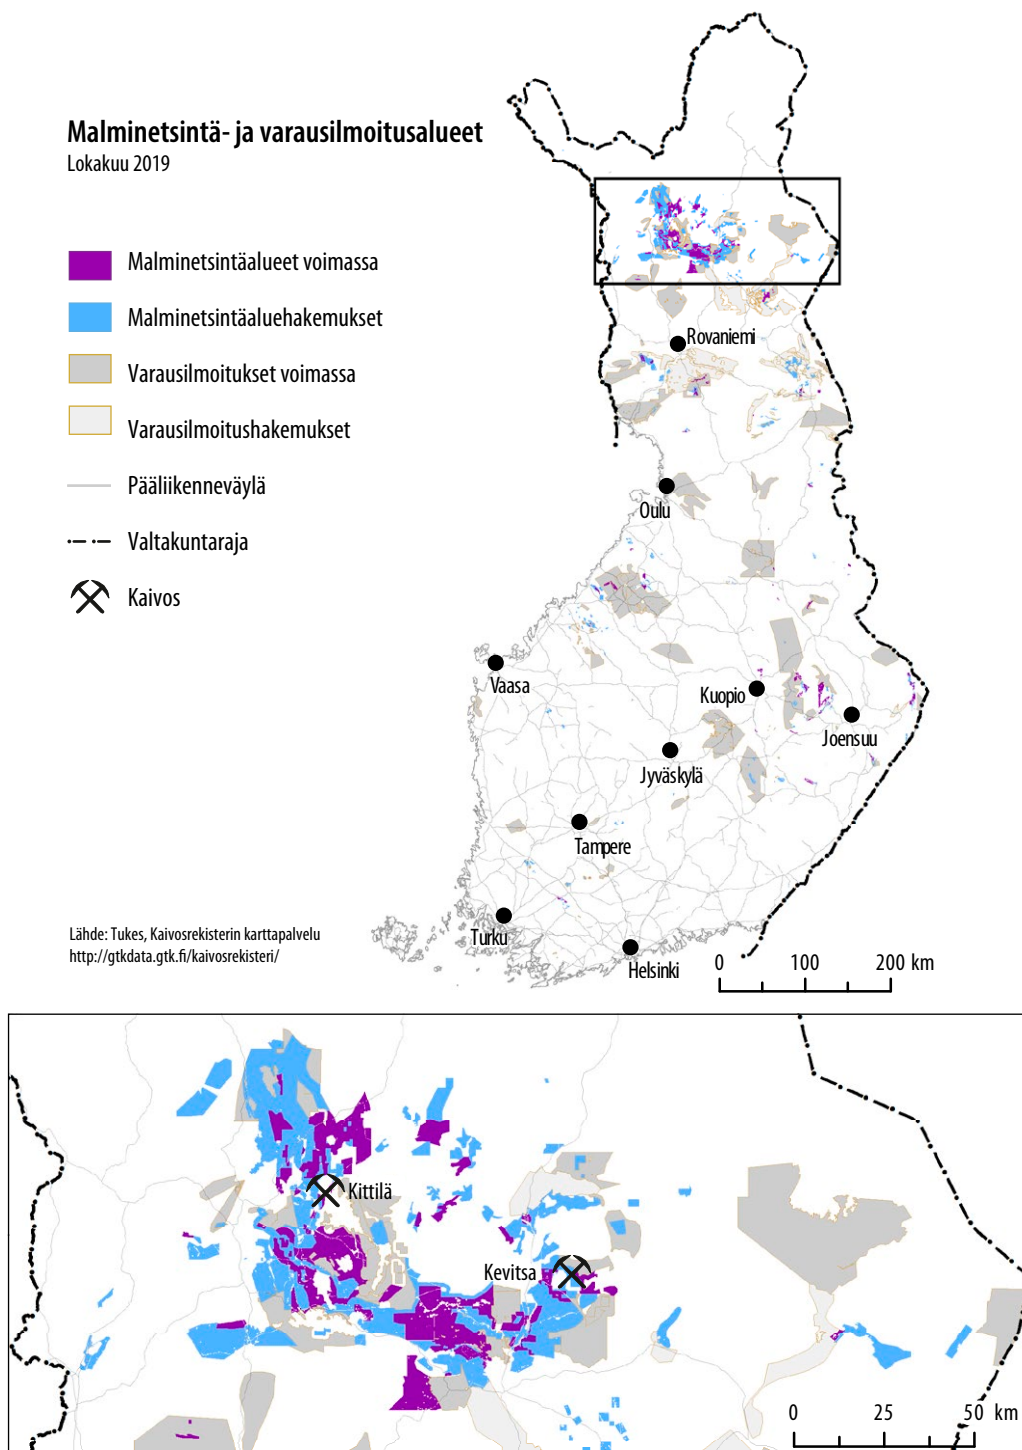 Malminetsintä- ja varausilmoitusalueet
Lokakuu 2019
Malminetsintäalueet voimassa
Malminetsintäaluehakemukset
Varausilmoitukset voimassa
Varausilmoitushakemukset
Pääliikenneväylä
Valtakuntaraja
Kaivos
Rovaniemi
Oulu
Vaasa
Kuopio
Joensuu
Jyväskylä
Tampere
Turku
Helsinki
Lähde: Tukes, Kaivosrekisterin karttapalvelu
http://gtkdata.gtk.fi/kaivosrekisteri/
0 100 200 km
Kittilä
Kevitsa
0 25 50 km